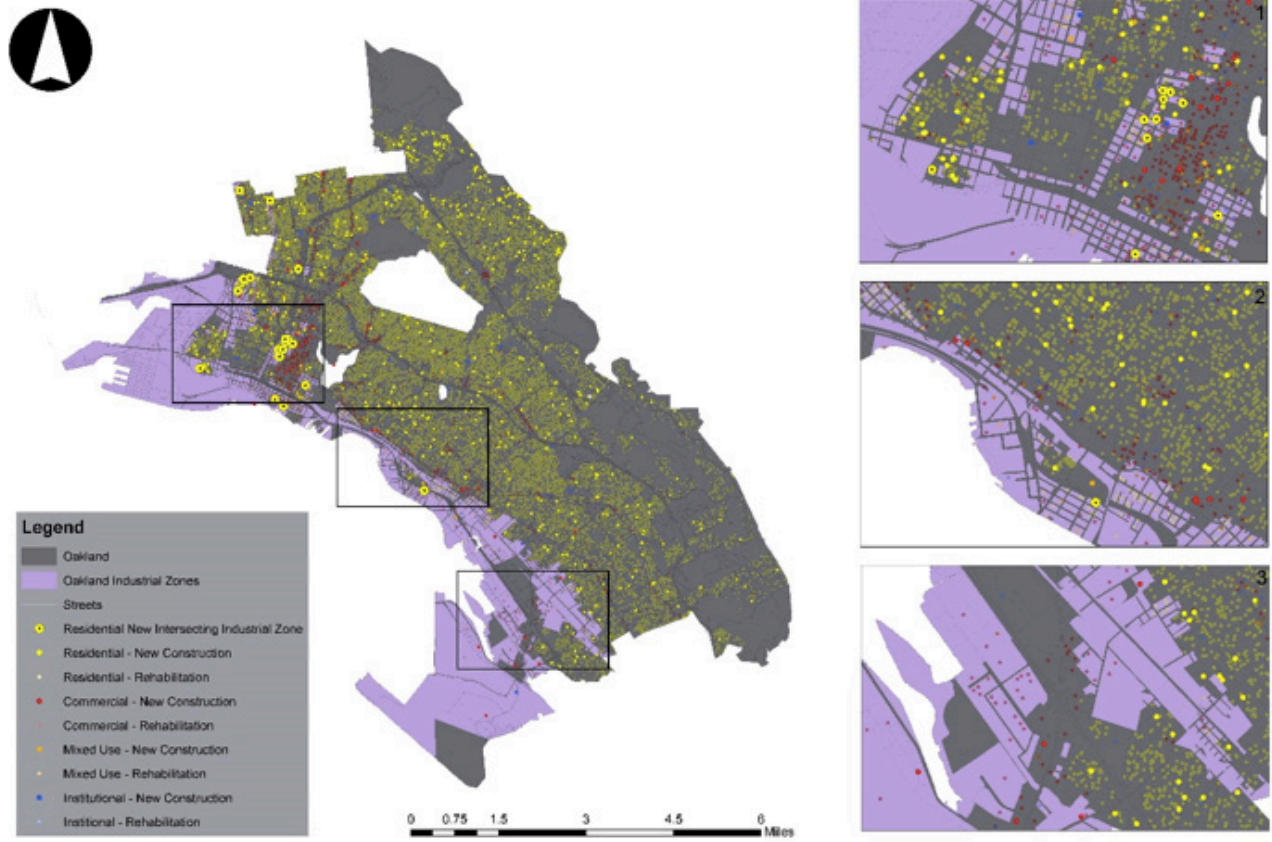 1
2
3
Legend
Oakland
Oakland Industrial Zones
Streets
Residential New Intersecting Industrial Zone
Residential - New Construction
Residential - Rehabilitation
Commercial - New Construction
Commercial - Rehabilitation
Mixed Use - New Construction
Mixed Use - Rehabilitation
Institutional - New Construction
Institional - Rehabilitation
0 0.75 1.5 3 4.5 6
Miles